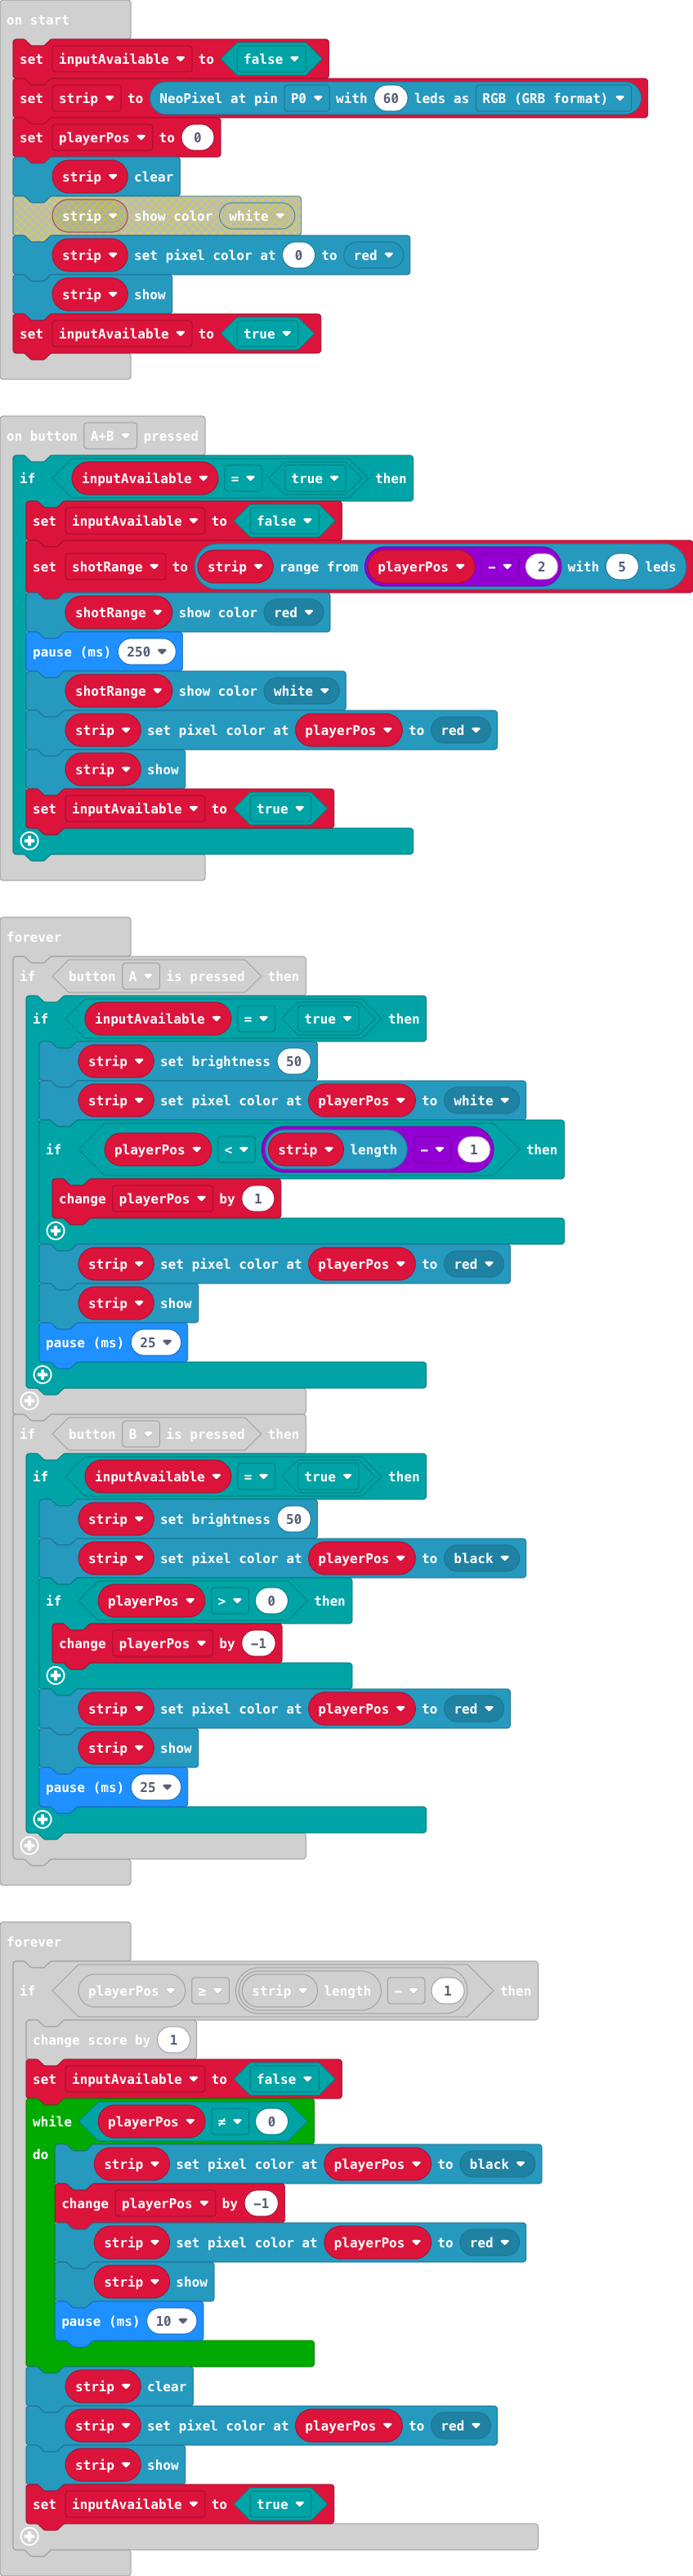 on start
set inputAvailable to false
set strip to NeoPixel at pin P0 with 60 leds as RGB (GRB format)
set playerPos to 0
strip clear
strip show color white
strip set pixel color at 0 to red
strip show
set inputAvailable to true
on button A+B pressed
if inputAvailable = true then
set inputAvailable to false
set shotRange to strip range from playerPos - 2 with 5 leds
shotRange show color red
pause (ms) 250
shotRange show color white
strip set pixel color at playerPos to red
strip show
set inputAvailable to true
forever
if button A is pressed then
if inputAvailable = true then
strip set brightness 50
strip set pixel color at playerPos to white
if playerPos < strip length - 1 then
change playerPos by 1
strip set pixel color at playerPos to red
strip show
pause (ms) 25
if button B is pressed then
if inputAvailable = true then
strip set brightness 50
strip set pixel color at playerPos to black
if playerPos > 0 then
change playerPos by -1
strip set pixel color at playerPos to red
strip show
pause (ms) 25
forever
if playerPos ≥ strip length - 1 then
change score by 1
set inputAvailable to false
while playerPos ≠ 0
do strip set pixel color at playerPos to black
change playerPos by -1
strip set pixel color at playerPos to red
strip show
pause (ms) 10
strip clear
strip set pixel color at playerPos to red
strip show
set inputAvailable to true